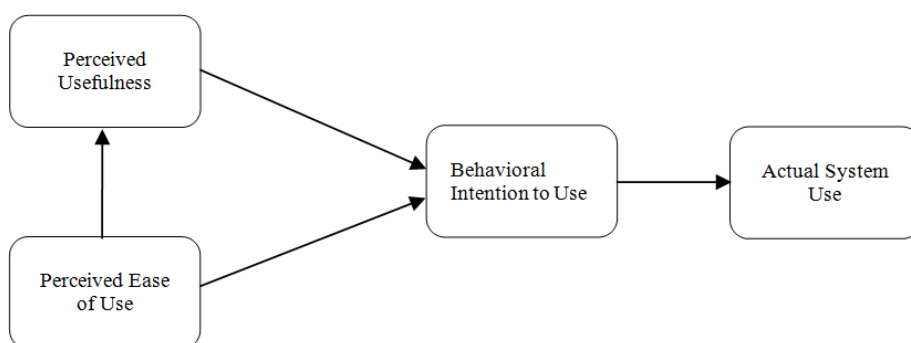 Perceived
Usefulness
Behavioral
Intention to Use
Actual System
Use
Perceived Ease
of Use